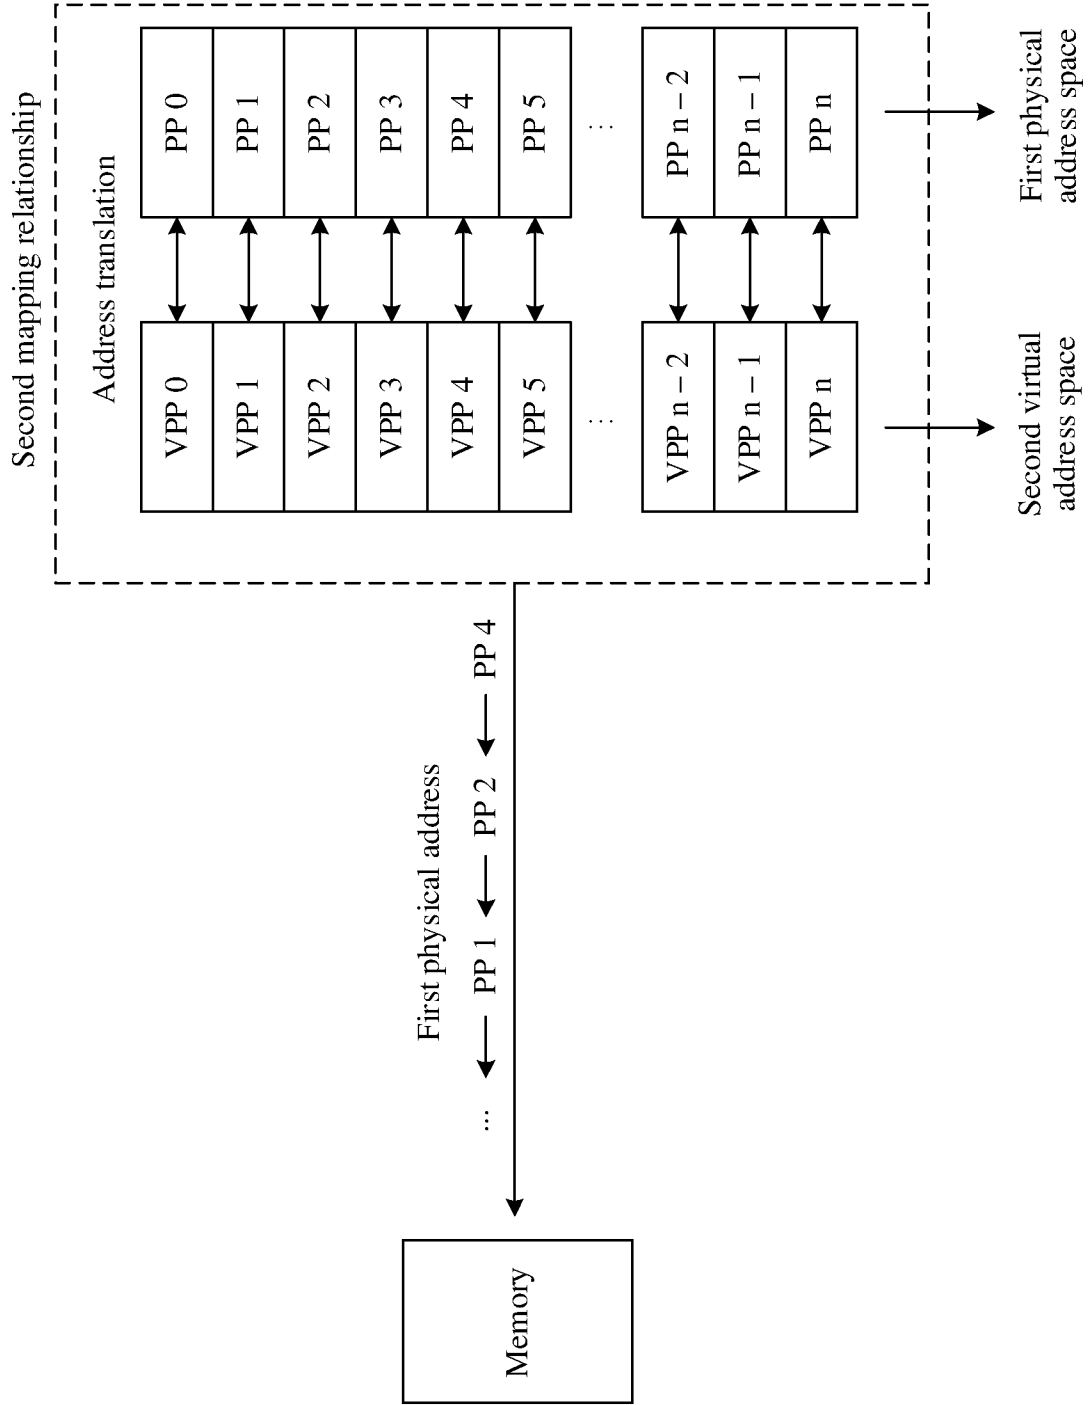 Second mapping relationship
Address translation
VPP 0
PP 0
VPP 1
PP 1
VPP 2
PP 2
VPP 3
PP 3
VPP 4
PP 4
VPP 5
PP 5
...
...
VPP n − 2
PP n − 2
VPP n − 1
PP n − 1
VPP n
PP n
Second virtual
address space
First physical
address space
First physical address
... PP 1 PP 2 PP 4
Memory